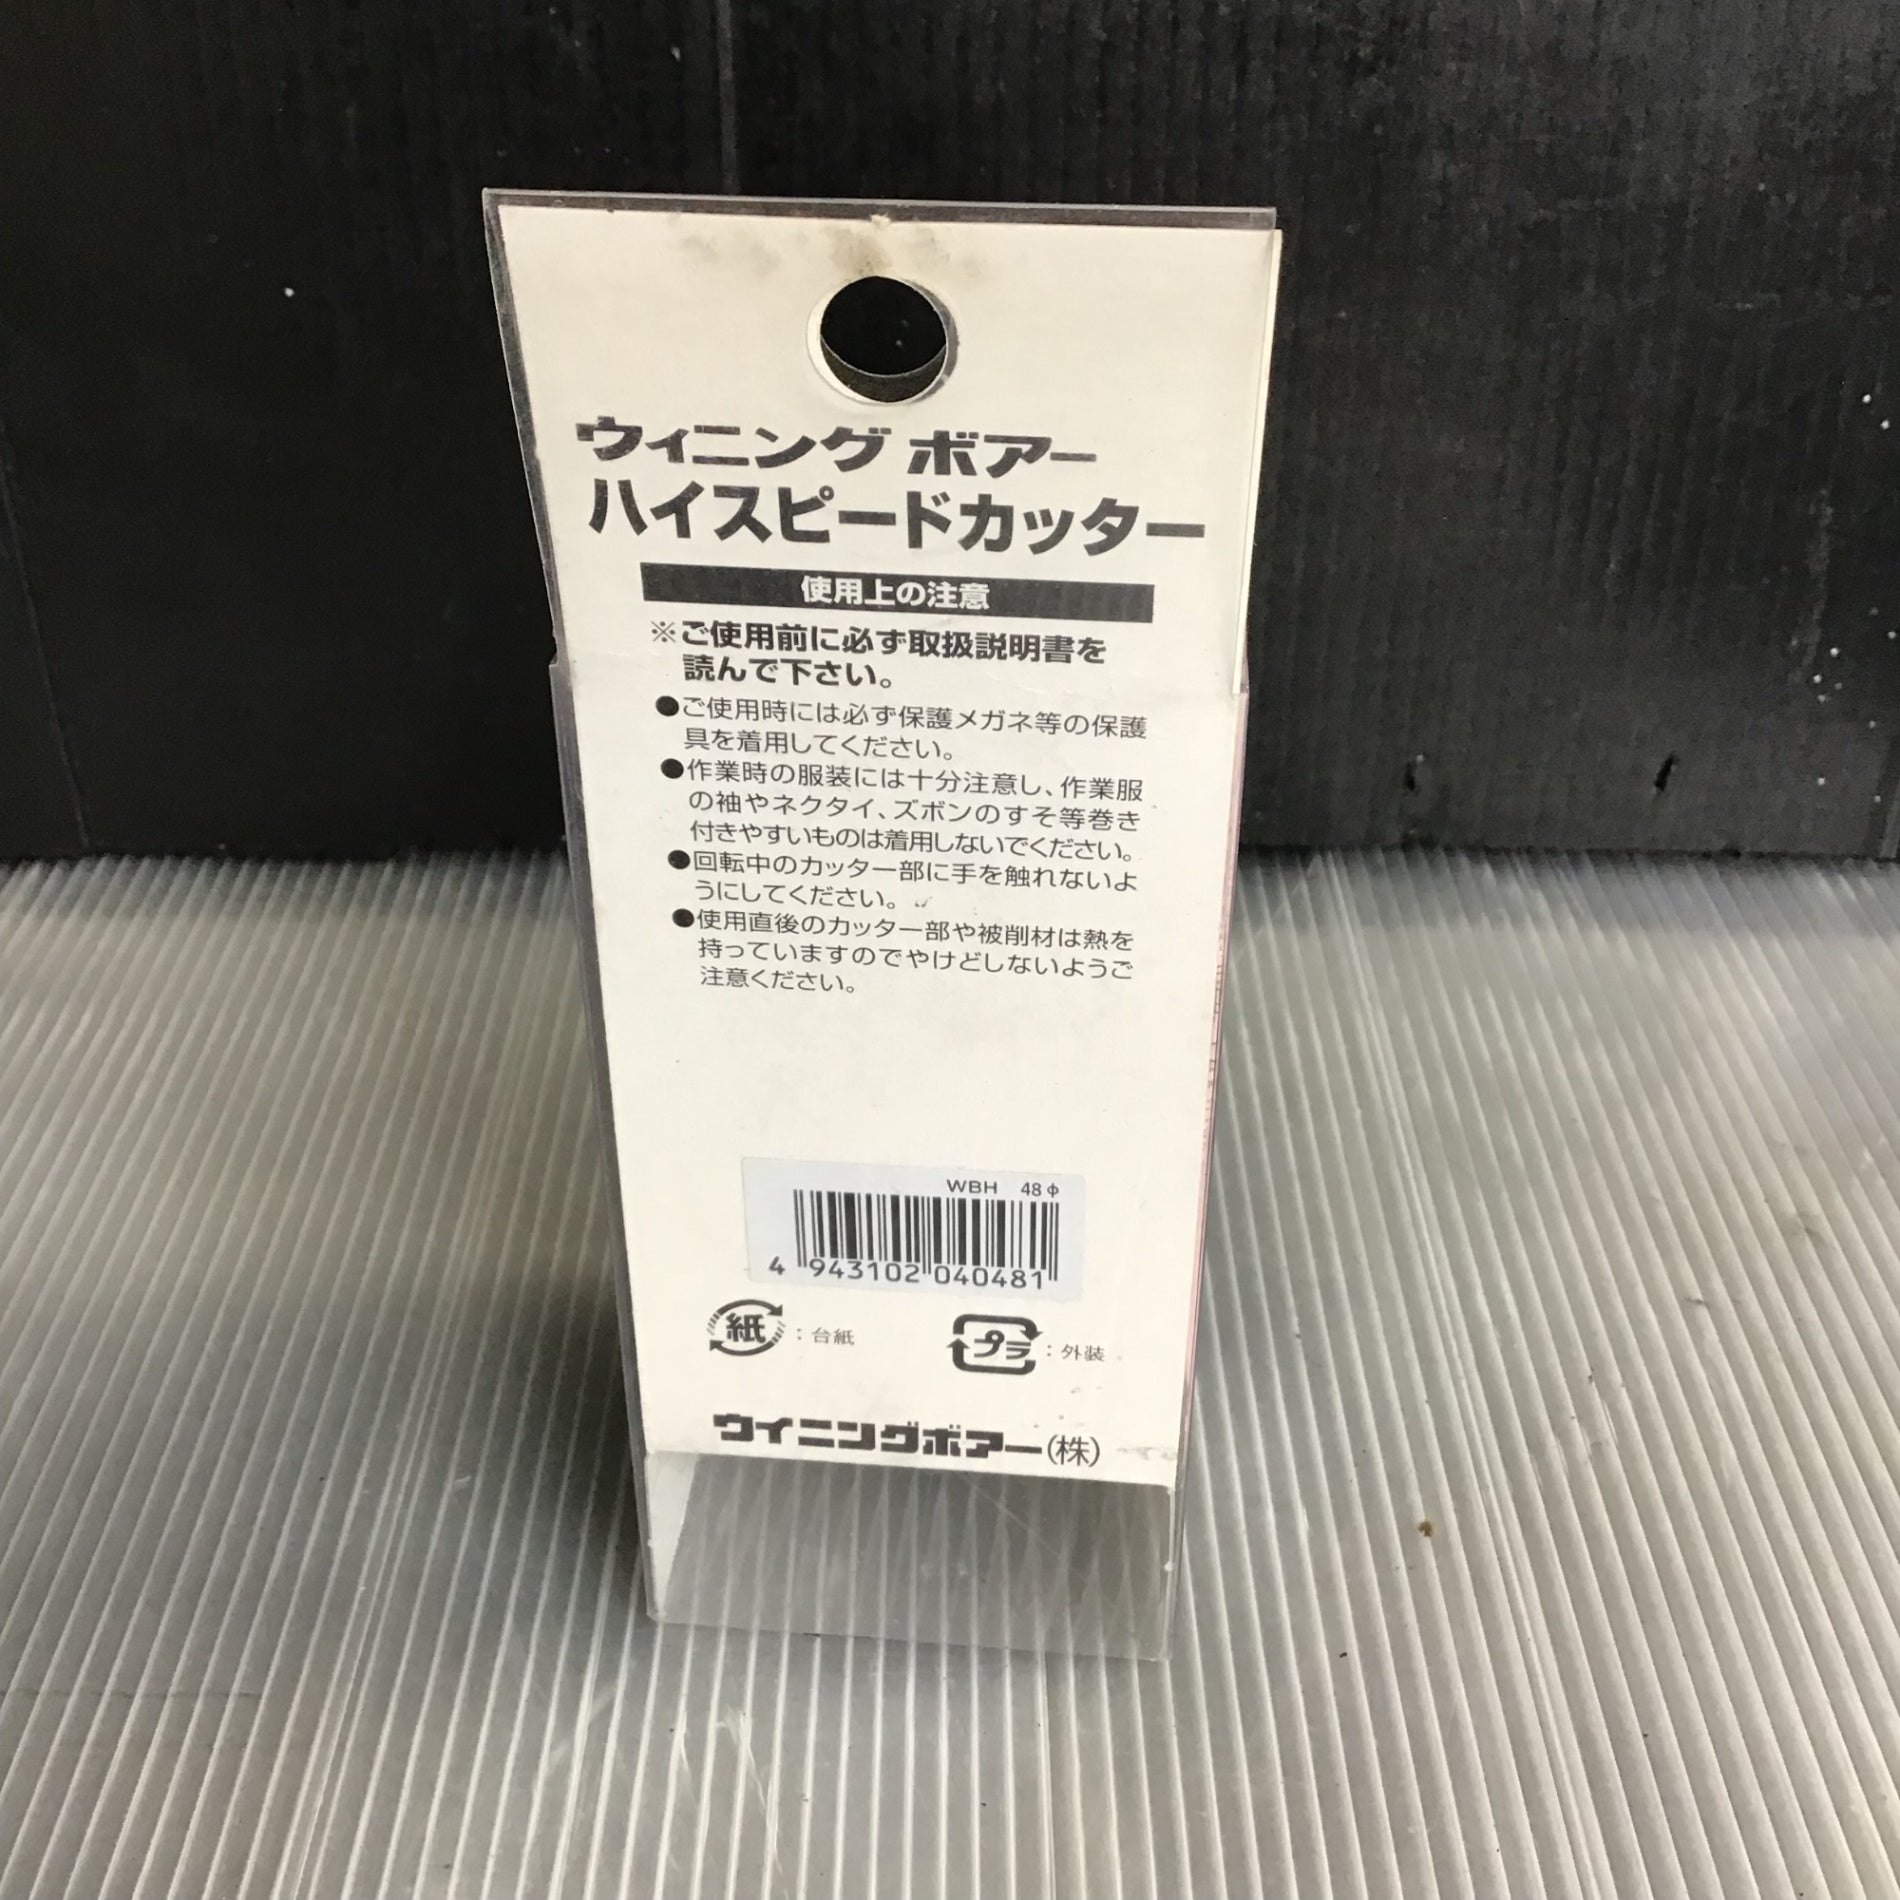 ウィニング ボアー
ハイスピードカッター
使用上の注意
※ご使用前に必ず取扱説明書を
読んで下さい。
●ご使用時には必ず保護メガネ等の保護
具を着用してください。
●作業時の服装には十分注意し、作業服
の袖やネクタイ、ズボンのすそ等巻き
付きやすいものは着用しないでください。
●回転中のカッター部に手を触れないよ
うにしてください。
●使用直後のカッター部や被削材は熱を
持っていますのでやけどしないようご
注意ください。
WBH 48φ
4 943102 040481
紙 : 台紙
プラ : 外装
ウイニングボアー(株)